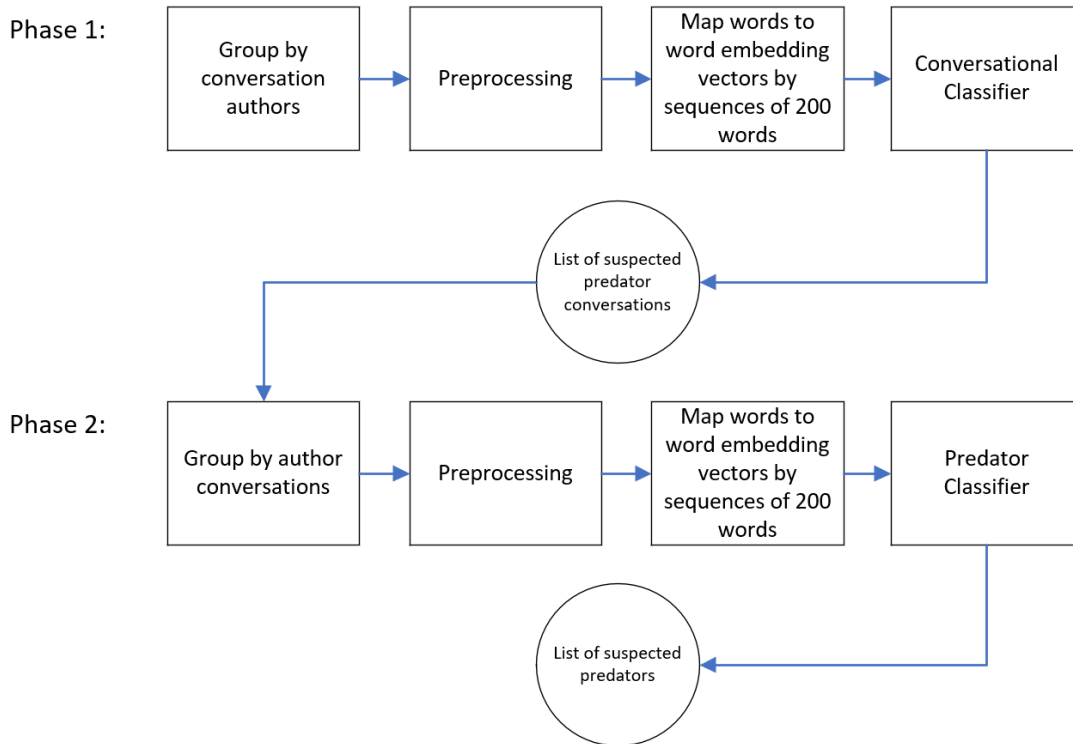 Phase 1:
Group by
conversation
authors
Preprocessing
Map words to
word embedding
vectors by
sequences of 200
words
Conversational
Classifier
List of suspected
predator
conversations
Phase 2:
Group by author
conversations
Preprocessing
Map words to
word embedding
vectors by
sequences of 200
words
Predator
Classifier
List of suspected
predators